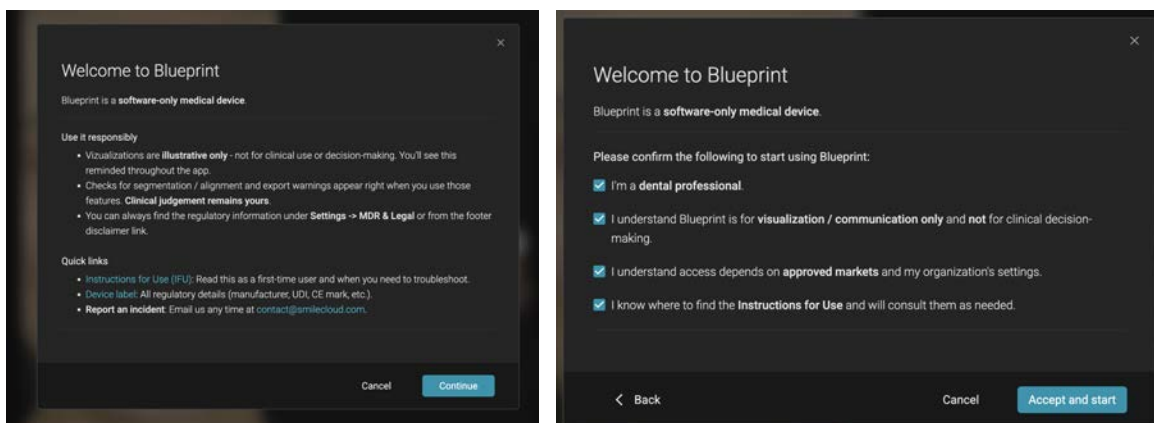 Welcome to Blueprint
Blueprint is a software-only medical device.
Use it responsibly
• Vizualizations are illustrative only - not for clinical use or decision-making. You'll see this
reminded throughout the app.
• Checks for segmentation / alignment and export warnings appear right when you use those
features. Clinical judgement remains yours.
• You can always find the regulatory information under Settings -> MDR & Legal or from the footer
disclaimer link.
Quick links
• Instructions for Use (IFU): Read this as a first-time user and when you need to troubleshoot.
• Device label: All regulatory details (manufacturer, UDI, CE mark, etc.).
• Report an incident: Email us any time at contact@smilecloud.com.
Cancel
Continue
Welcome to Blueprint
Blueprint is a software-only medical device.
Please confirm the following to start using Blueprint:
I'm a dental professional.
I understand Blueprint is for visualization / communication only and not for clinical decision-
making.
I understand access depends on approved markets and my organization's settings.
I know where to find the Instructions for Use and will consult them as needed.
Back
Cancel
Accept and start